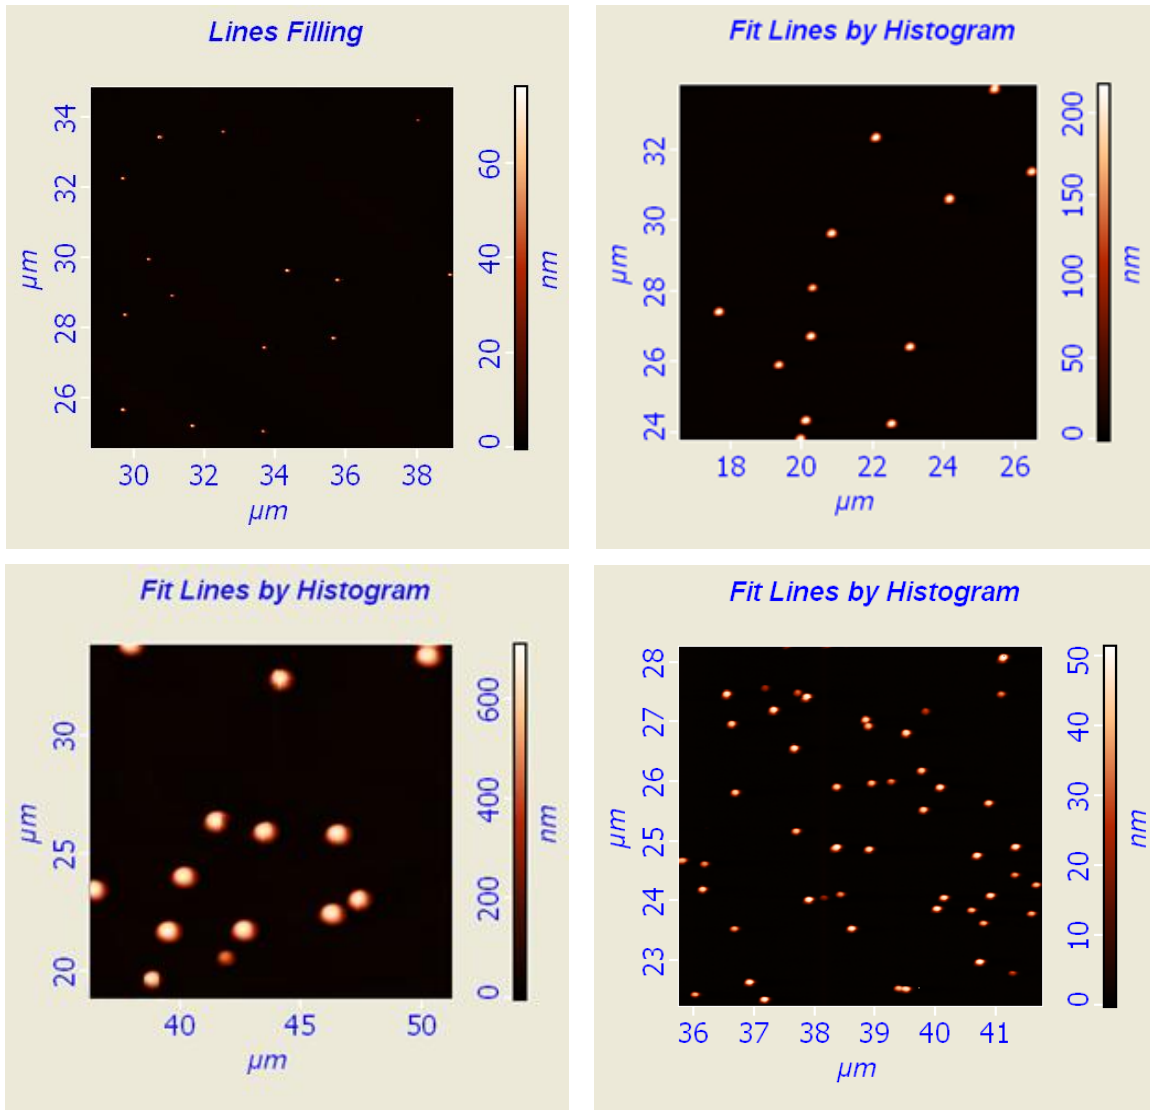 Lines Filling
34
32
30
28
26
µm
30 32 34 36 38
µm
60
40
20
0
nm
Fit Lines by Histogram
32
30
28
26
24
µm
18 20 22 24 26
µm
200
150
100
50
0
nm
Fit Lines by Histogram
30
25
20
µm
40 45 50
µm
600
400
200
0
nm
Fit Lines by Histogram
28
27
26
25
24
23
µm
36 37 38 39 40 41
µm
50
40
30
20
10
0
nm